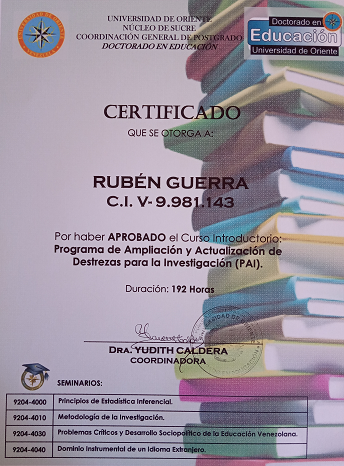 UNIVERSIDAD DE ORIENTE
NÚCLEO DE SUCRE
COORDINACIÓN GENERAL DE POSTGRADO
DOCTORADO EN EDUCACIÓN
Doctorado en
Educación
Universidad de Oriente
CERTIFICADO
QUE SE OTORGA A:
RUBÉN GUERRA
C.I. V- 9.981.143
Por haber APROBADO el Curso Introductorio:
Programa de Ampliación y Actualización de
Destrezas para la Investigación (PAI).
Duración: 192 Horas
DRA. YUDITH CALDERA
COORDINADORA
SEMINARIOS:
9204-4000 Principios de Estadística Inferencial.
9204-4010 Metodología de la Investigación.
9204-4030 Problemas Críticos y Desarrollo Sociopolítico de la Educación Venezolana.
9204-4040 Dominio Instrumental de un Idioma Extranjero.